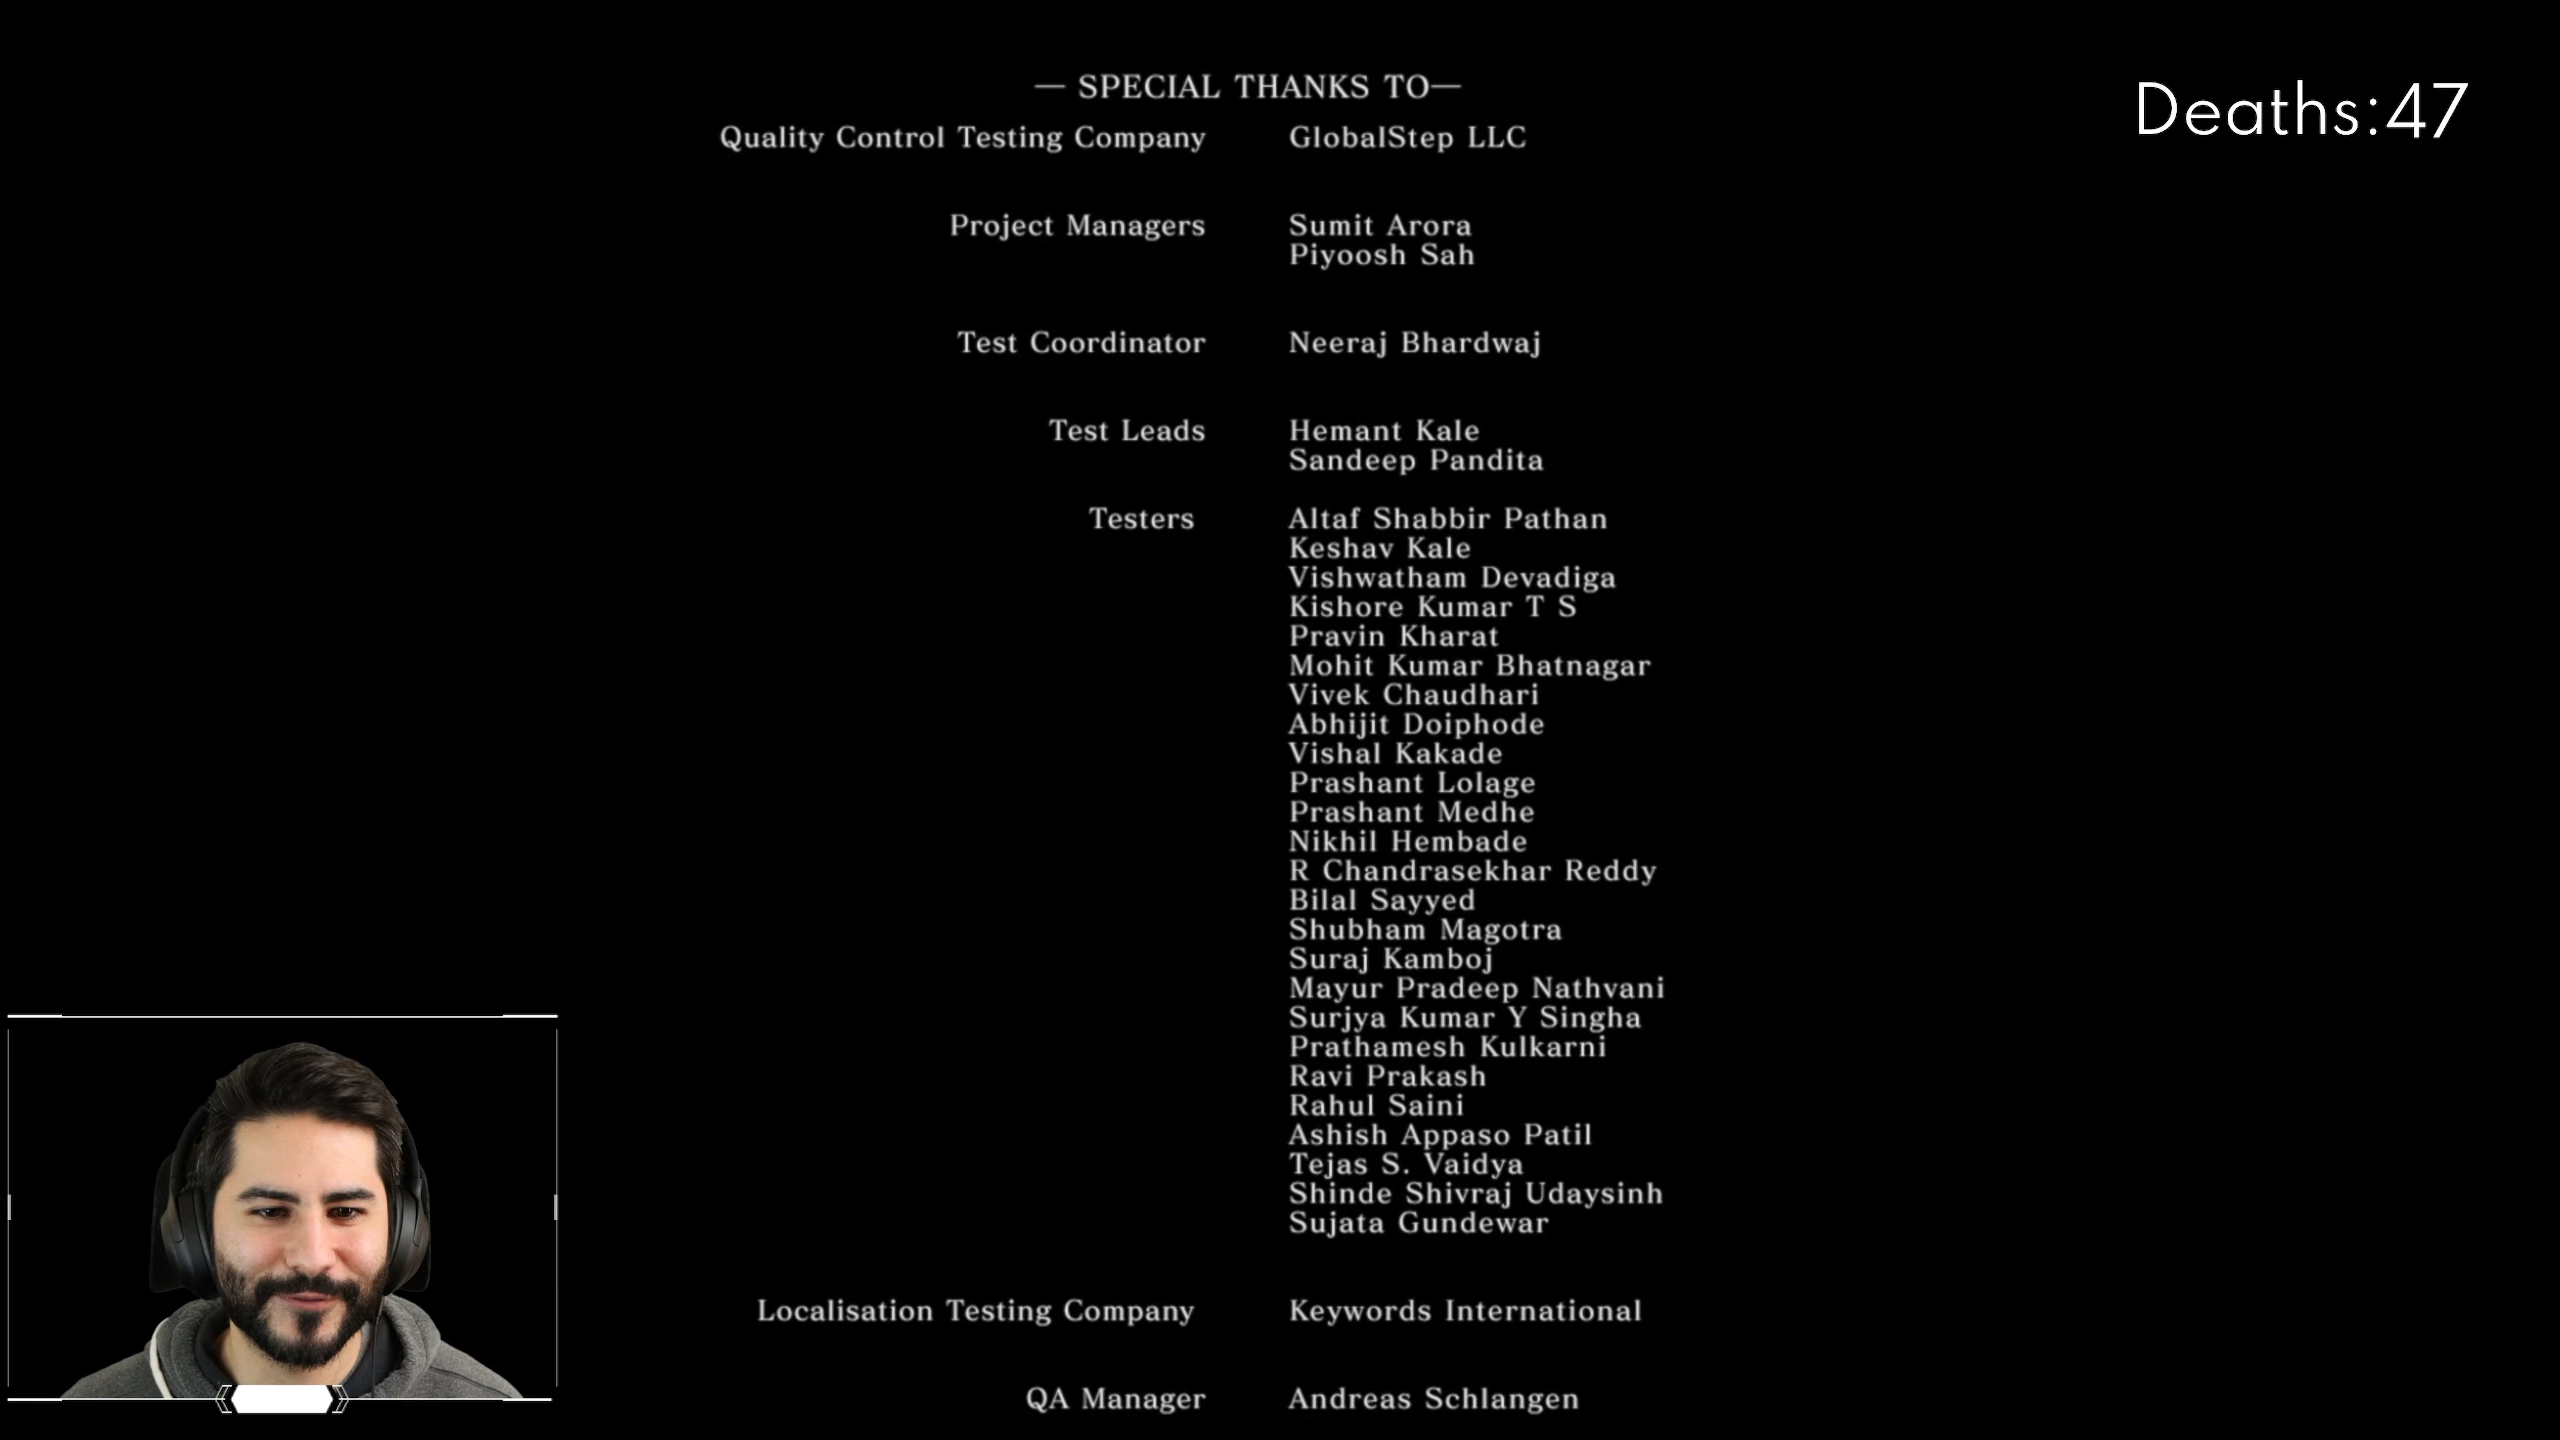 — SPECIAL THANKS TO—
Deaths:47
Quality Control Testing Company GlobalStep LLC
Project Managers Sumit Arora
Piyoosh Sah
Test Coordinator Neeraj Bhardwaj
Test Leads Hemant Kale
Sandeep Pandita
Testers Altaf Shabbir Pathan
Keshav Kale
Vishwatham Devadiga
Kishore Kumar T S
Pravin Kharat
Mohit Kumar Bhatnagar
Vivek Chaudhari
Abhijit Doiphode
Vishal Kakade
Prashant Lolage
Prashant Medhe
Nikhil Hembade
R Chandrasekhar Reddy
Bilal Sayyed
Shubham Magotra
Suraj Kamboj
Mayur Pradeep Nathvani
Surjya Kumar Y Singha
Prathamesh Kulkarni
Ravi Prakash
Rahul Saini
Ashish Appaso Patil
Tejas S. Vaidya
Shinde Shivraj Udaysinh
Sujata Gundewar
Localisation Testing Company Keywords International
QA Manager Andreas Schlangen